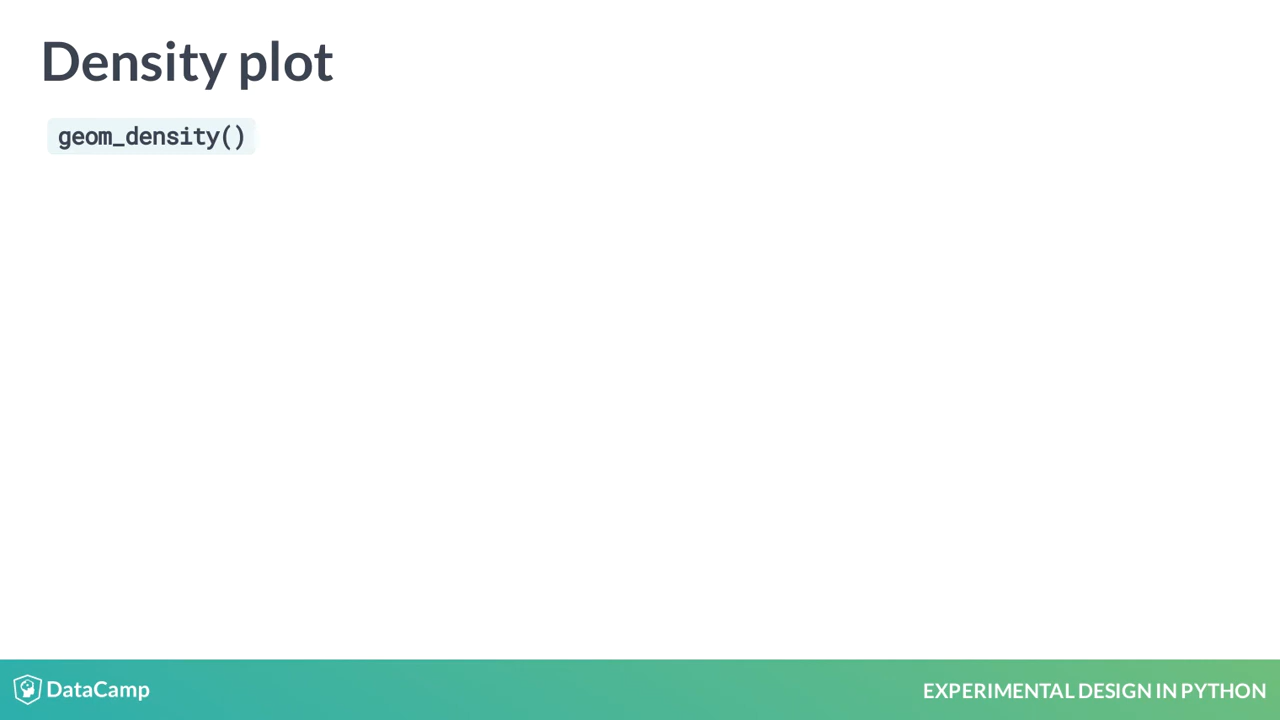 Density plot
geom_density()
DataCamp
EXPERIMENTAL DESIGN IN PYTHON